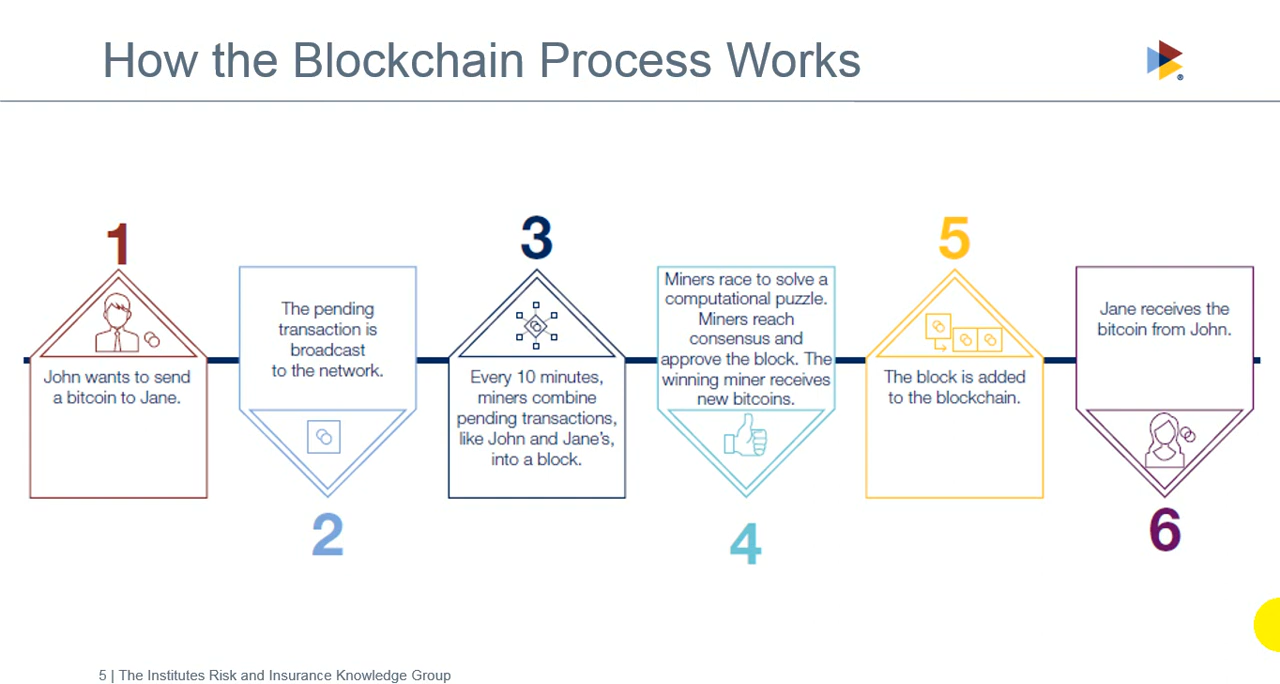 How the Blockchain Process Works
®
1
John wants to send
a bitcoin to Jane.
The pending
transaction is
broadcast
to the network.
2
3
Every 10 minutes,
miners combine
pending transactions,
like John and Jane's,
into a block.
Miners race to solve a
computational puzzle.
Miners reach
consensus and
approve the block. The
winning miner receives
new bitcoins.
4
5
The block is added
to the blockchain.
Jane receives the
bitcoin from John.
6
5 | The Institutes Risk and Insurance Knowledge Group